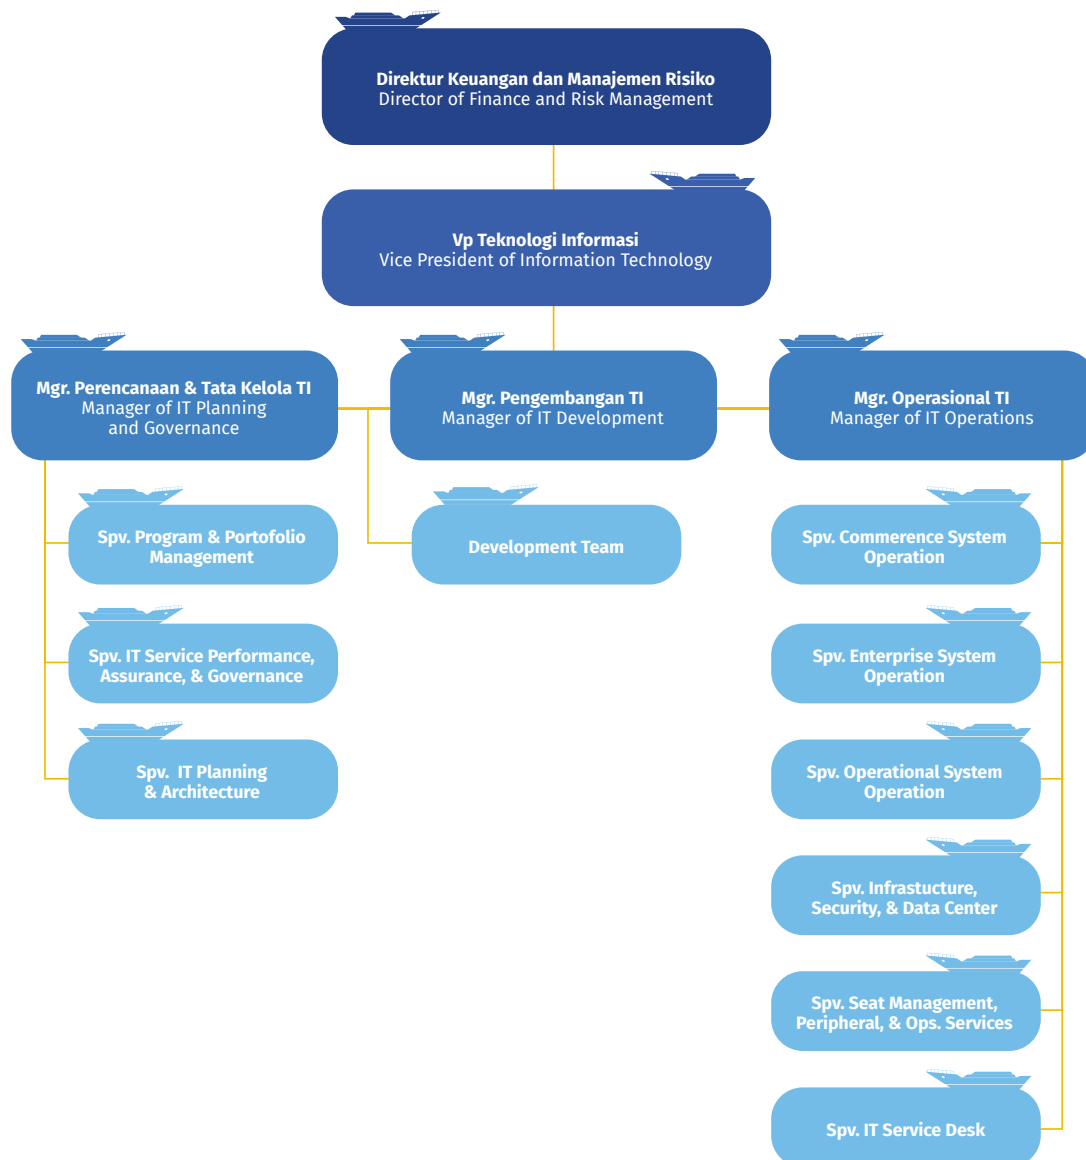 Direktur Keuangan dan Manajemen Risiko
Director of Finance and Risk Management
Vp Teknologi Informasi
Vice President of Information Technology
Mgr. Perencanaan & Tata Kelola TI
Manager of IT Planning
and Governance
Mgr. Pengembangan TI
Manager of IT Development
Mgr. Operasional TI
Manager of IT Operations
Spv. Program & Portofolio
Management
Spv. IT Service Performance,
Assurance, & Governance
Spv. IT Planning
& Architecture
Development Team
Spv. Commerence System
Operation
Spv. Enterprise System
Operation
Spv. Operational System
Operation
Spv. Infrastucture,
Security, & Data Center
Spv. Seat Management,
Peripheral, & Ops. Services
Spv. IT Service Desk